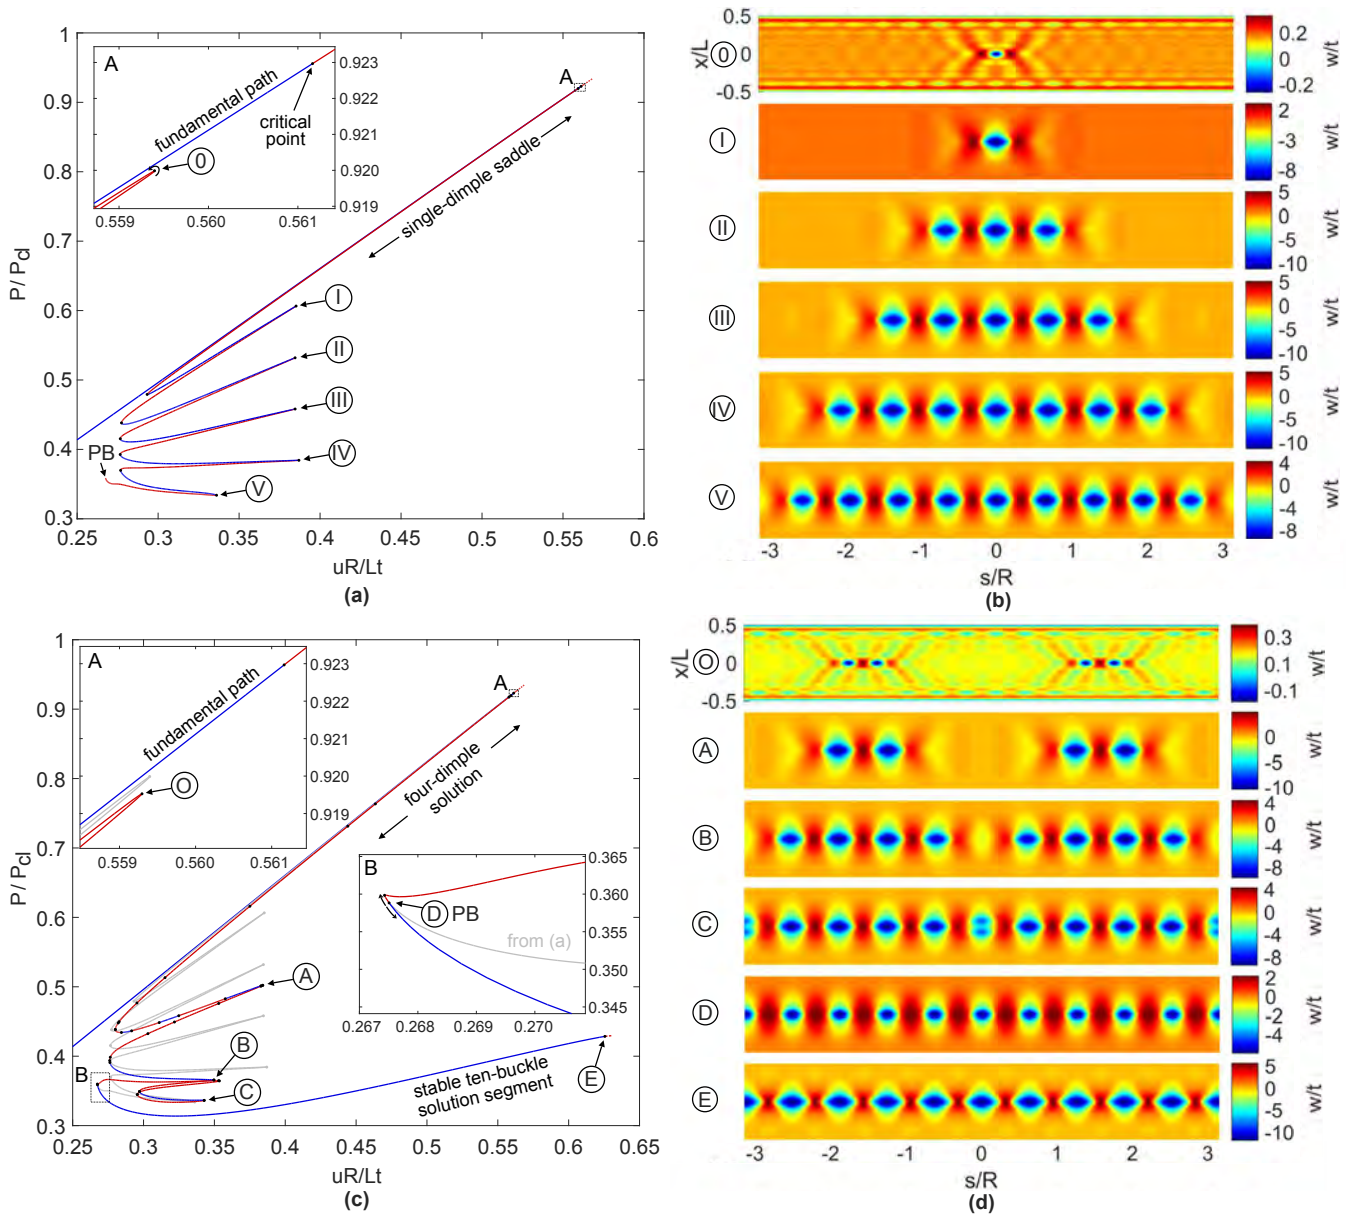 1
0.9
0.8
0.7
0.6
0.5
0.4
0.3
P/ Pcl
0.25 0.3 0.35 0.4 0.45 0.5 0.55 0.6
uR/Lt
(a)
A
fundamental path
critical
point
0
0.923
0.922
0.921
0.920
0.919
0.559 0.560 0.561
A
single-dimple saddle
I
II
III
IV
V
PB
0.5
0
-0.5
x/L
0
0.2
0
-0.2
w/t
I
2
-3
-8
w/t
II
5
0
-5
-10
w/t
III
5
0
-5
-10
w/t
IV
5
0
-5
-10
w/t
V
4
0
-4
-8
w/t
-3 -2 -1 0 1 2 3
s/R
(b)
1
0.9
0.8
0.7
0.6
0.5
0.4
0.3
P/ Pcl
0.25 0.3 0.35 0.4 0.45 0.5 0.55 0.6 0.65
uR/Lt
(c)
A
fundamental path
O
0.923
0.922
0.921
0.920
0.919
0.559 0.560 0.561
A
four-dimple
solution
B
D PB
from (a)
0.365
0.360
0.355
0.350
0.345
0.267 0.268 0.269 0.270
uR/Lt
A
B
C
B
stable ten-buckle
solution segment
E
0.5
0
-0.5
x/L
O
0.3
0.1
-0.1
w/t
A
0
-5
-10
w/t
B
4
0
-4
-8
w/t
C
4
0
-4
-8
w/t
D
2
0
-2
-4
-6
w/t
E
5
0
-5
-10
w/t
-3 -2 -1 0 1 2 3
s/R
(d)